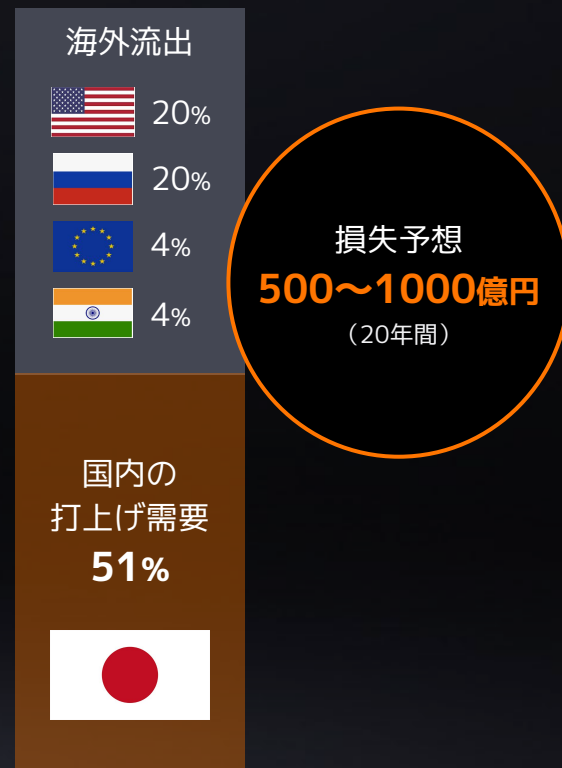 海外流出
20%
20%
4%
4%
損失予想
500〜1000億円
（20年間）
国内の
打上げ需要
51%